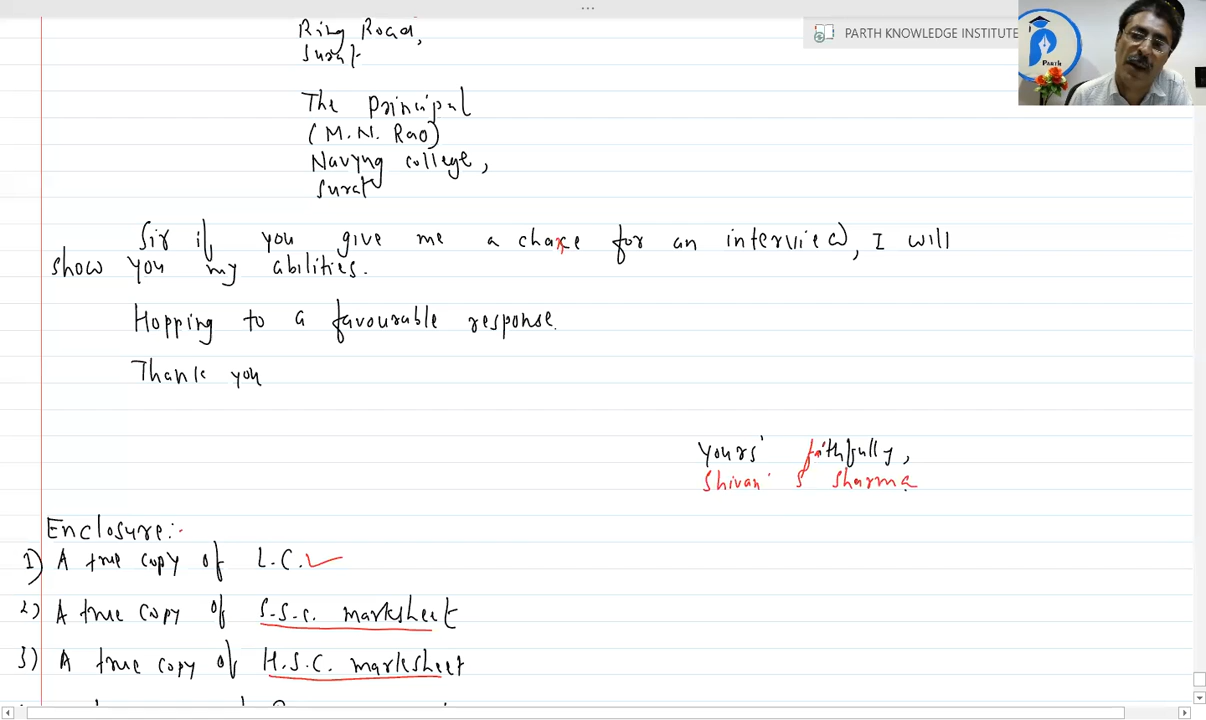 Ring Road,
Surat
PARTH KNOWLEDGE INSTITUTE
Parth
The Principal
(M.N. Rao)
Navyug college,
Surat
Sir if you give me a chance for an interview, I will
show you my abilities.
Hopping to a favourable response.
Thank you
Yours' faithfully,
Shivani S Sharma
Enclosure:-
1) A true copy of L.C.
2) A true copy of S.S.C. marksheet
3) A true copy of H.S.C. marksheet